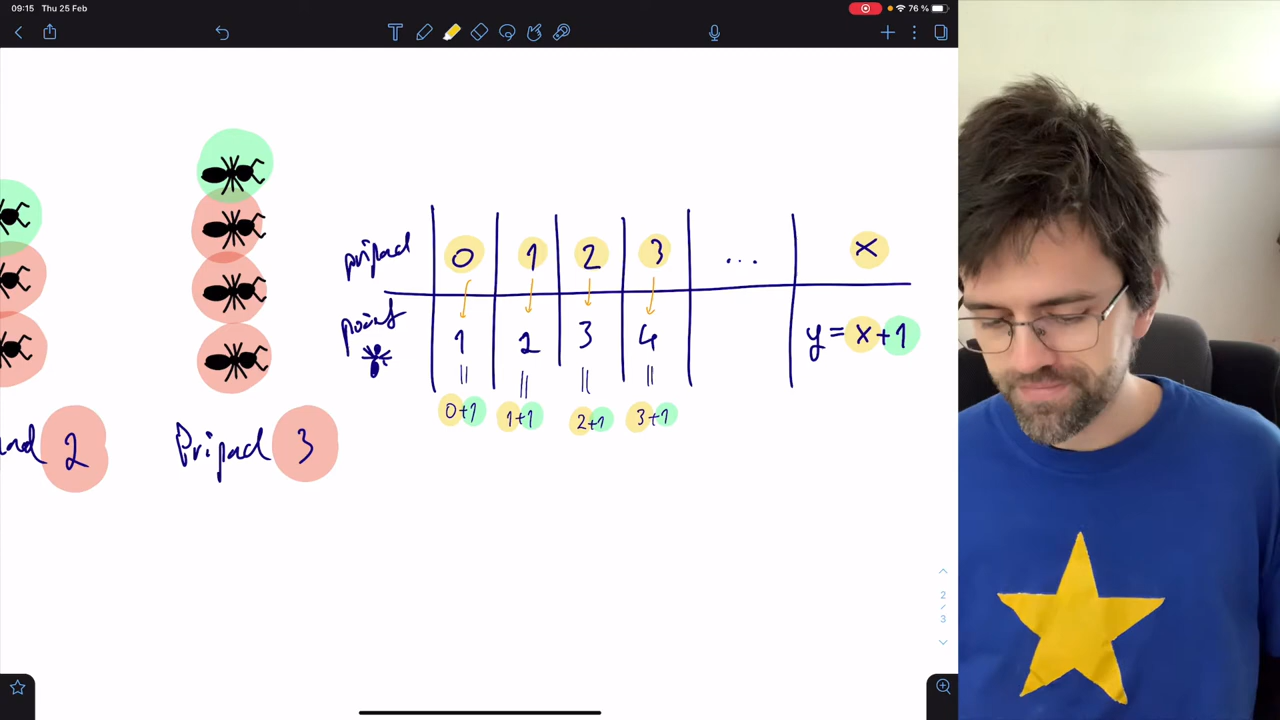 09:15 Thu 25 Feb 76 %
T
případ 0 1 2 3 ... x
1 2 3 4 y = x+1
|| || || ||
0+1 1+1 2+1 3+1
2 Případ 3
2
/
3